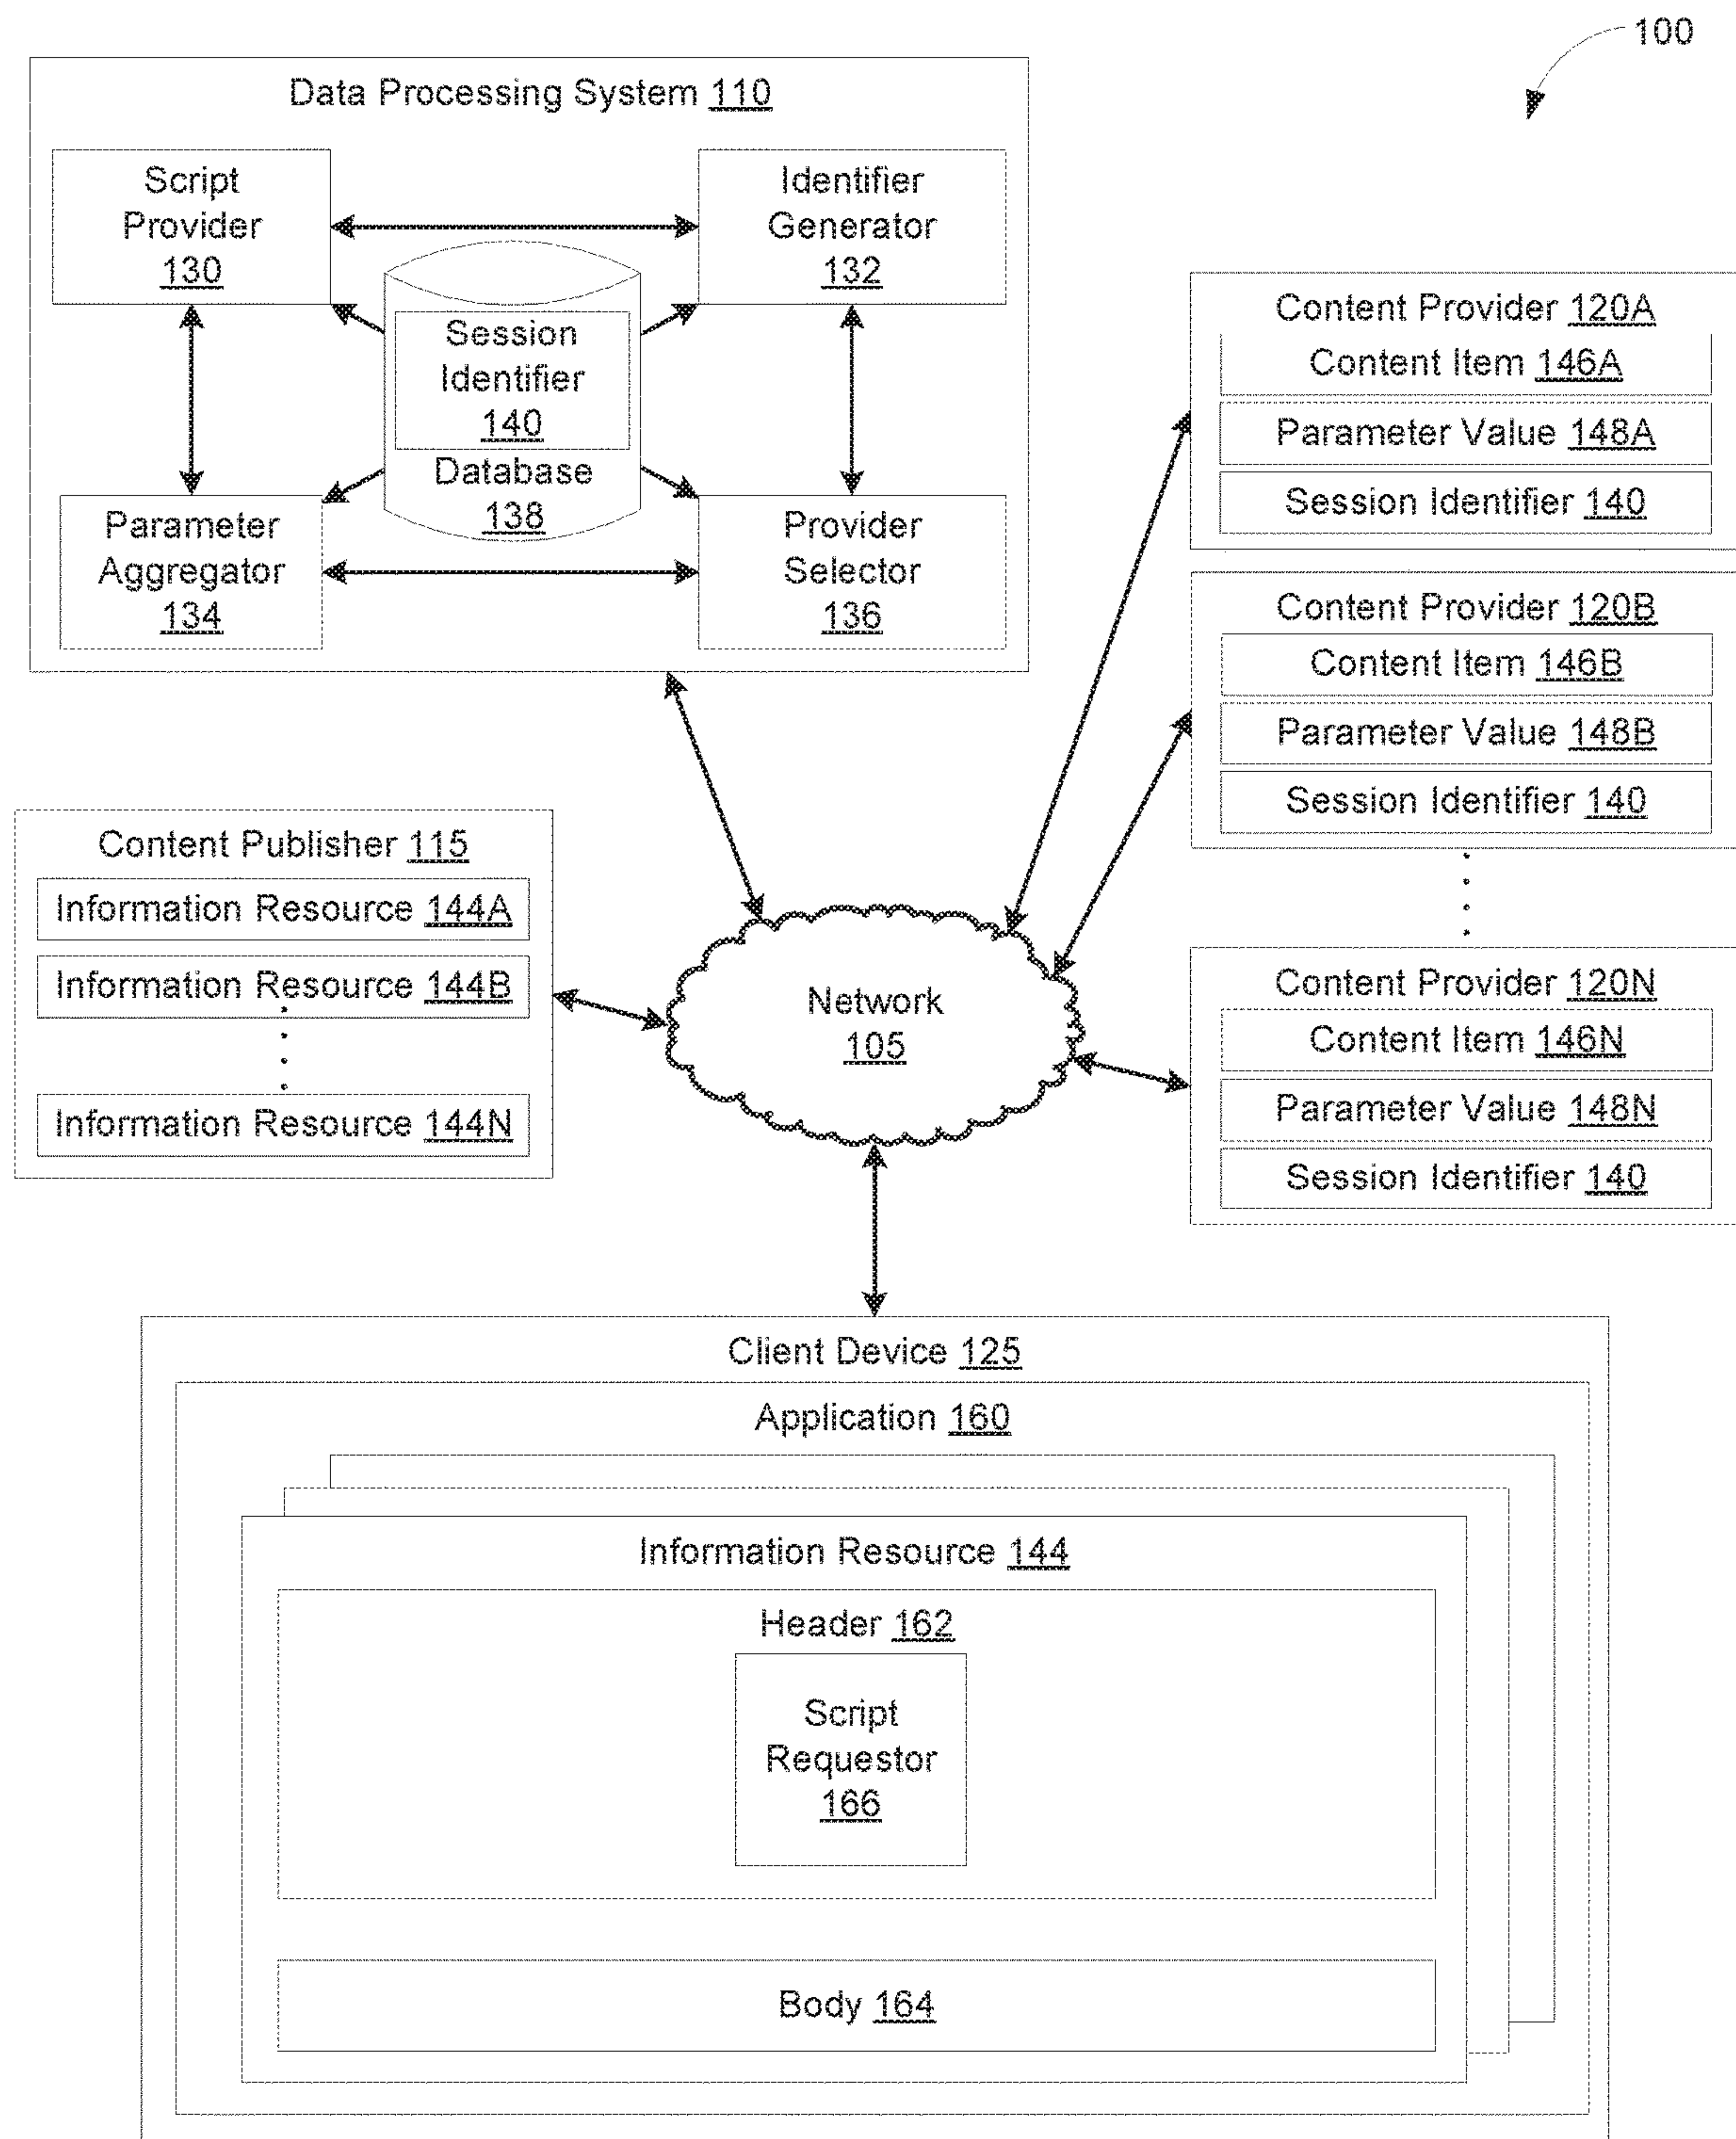 100
Data Processing System 110
Script
Provider
130
Identifier
Generator
132
Session
Identifier
140
Database
138
Parameter
Aggregator
134
Provider
Selector
136
Content Provider 120A
Content Item 146A
Parameter Value 148A
Session Identifier 140
Content Provider 120B
Content Item 146B
Parameter Value 148B
Session Identifier 140
Content Publisher 115
Information Resource 144A
Information Resource 144B
Information Resource 144N
Network
105
Content Provider 120N
Content Item 146N
Parameter Value 148N
Session Identifier 140
Client Device 125
Application 160
Information Resource 144
Header 162
Script
Requestor
166
Body 164